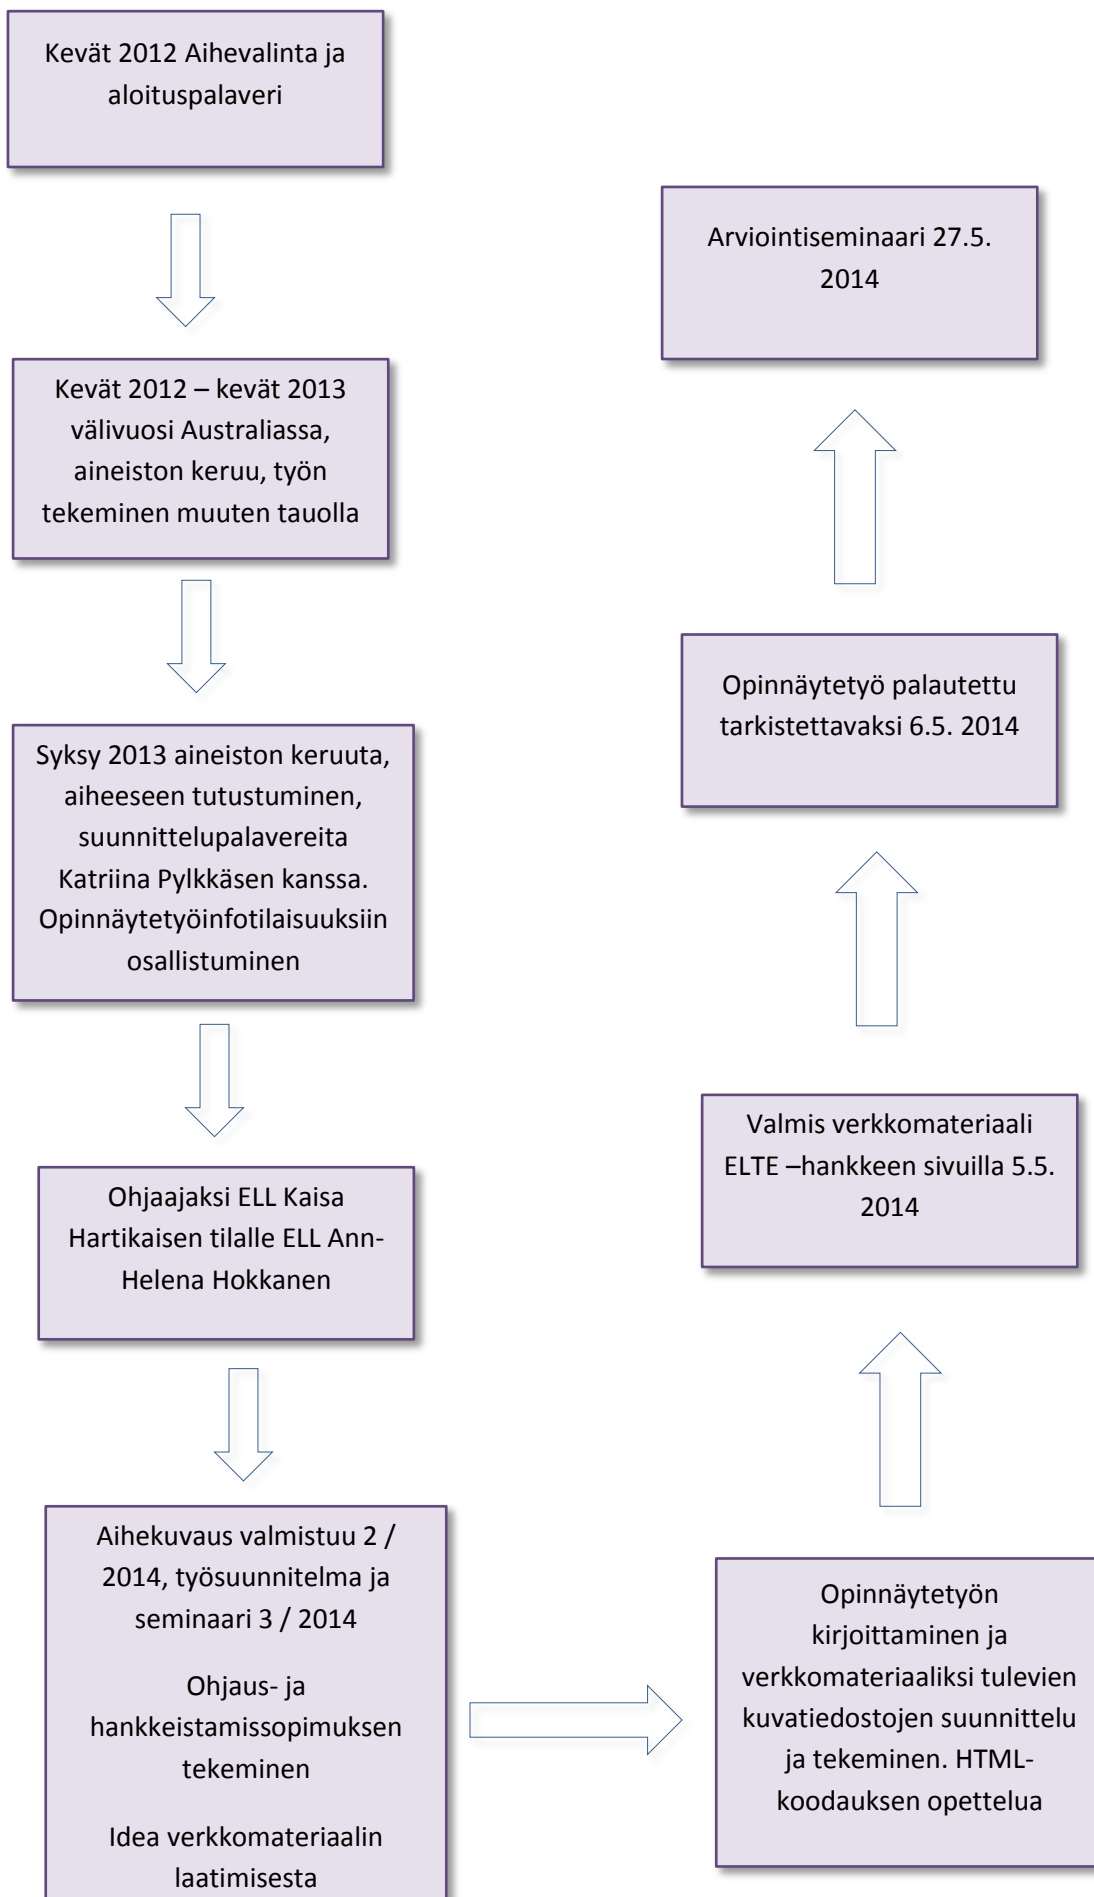 Kevät 2012 Aihevalinta ja
aloituspalaveri
Kevät 2012 – kevät 2013
välivuosi Australiassa,
aineiston keruu, työn
tekeminen muuten tauolla
Syksy 2013 aineiston keruuta,
aiheeseen tutustuminen,
suunnittelupalavereita
Katriina Pylkkäsen kanssa.
Opinnäytetyöinfotilaisuuksiin
osallistuminen
Ohjaajaksi ELL Kaisa
Hartikaisen tilalle ELL Ann-
Helena Hokkanen
Aihekuvaus valmistuu 2 /
2014, työsuunnitelma ja
seminaari 3 / 2014
Ohjaus- ja
hankkeistamissopimuksen
tekeminen
Idea verkkomateriaalin
laatimisesta
Opinnäytetyön
kirjoittaminen ja
verkkomateriaaliksi tulevien
kuvatiedostojen suunnittelu
ja tekeminen. HTML-
koodauksen opettelua
Valmis verkkomateriaali
ELTE –hankkeen sivuilla 5.5.
2014
Opinnäytetyö palautettu
tarkistettavaksi 6.5. 2014
Arviointiseminaari 27.5.
2014